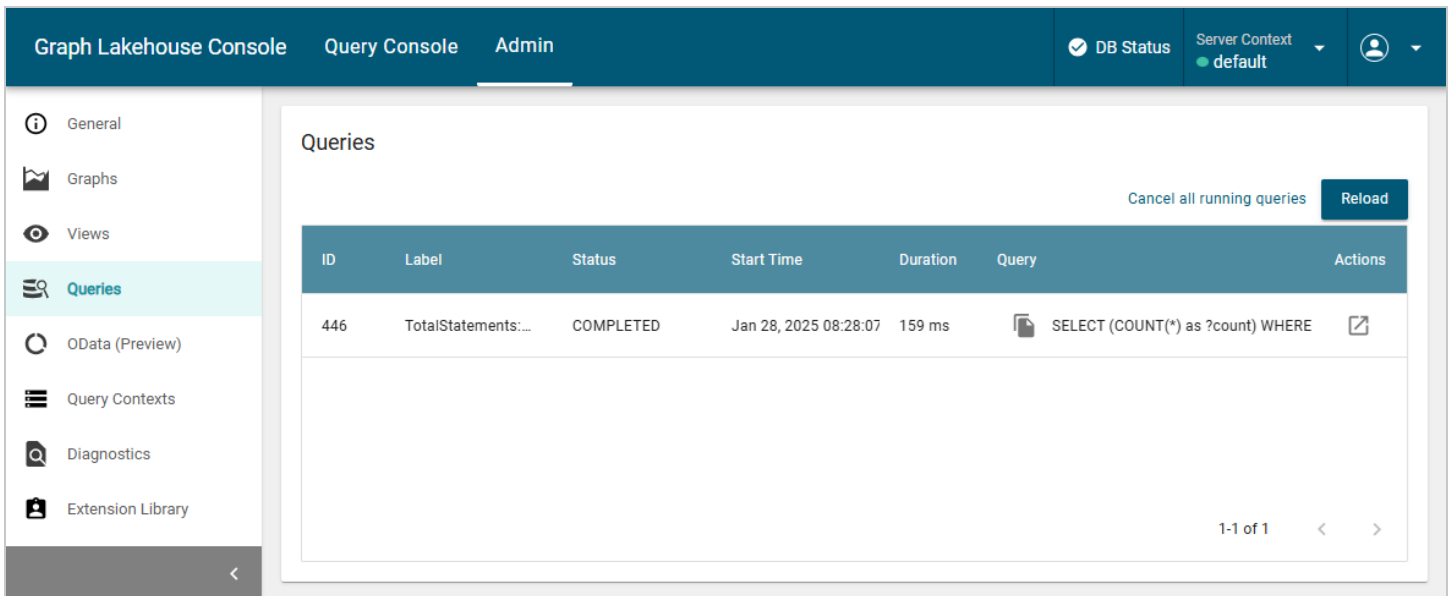 Graph Lakehouse Console Query Console Admin DB Status Server Context default
General
Graphs
Views
Queries
OData (Preview)
Query Contexts
Diagnostics
Extension Library
Queries
Cancel all running queries Reload
ID Label Status Start Time Duration Query Actions
446 TotalStatements:... COMPLETED Jan 28, 2025 08:28:07 159 ms SELECT (COUNT(*) as ?count) WHERE
1-1 of 1